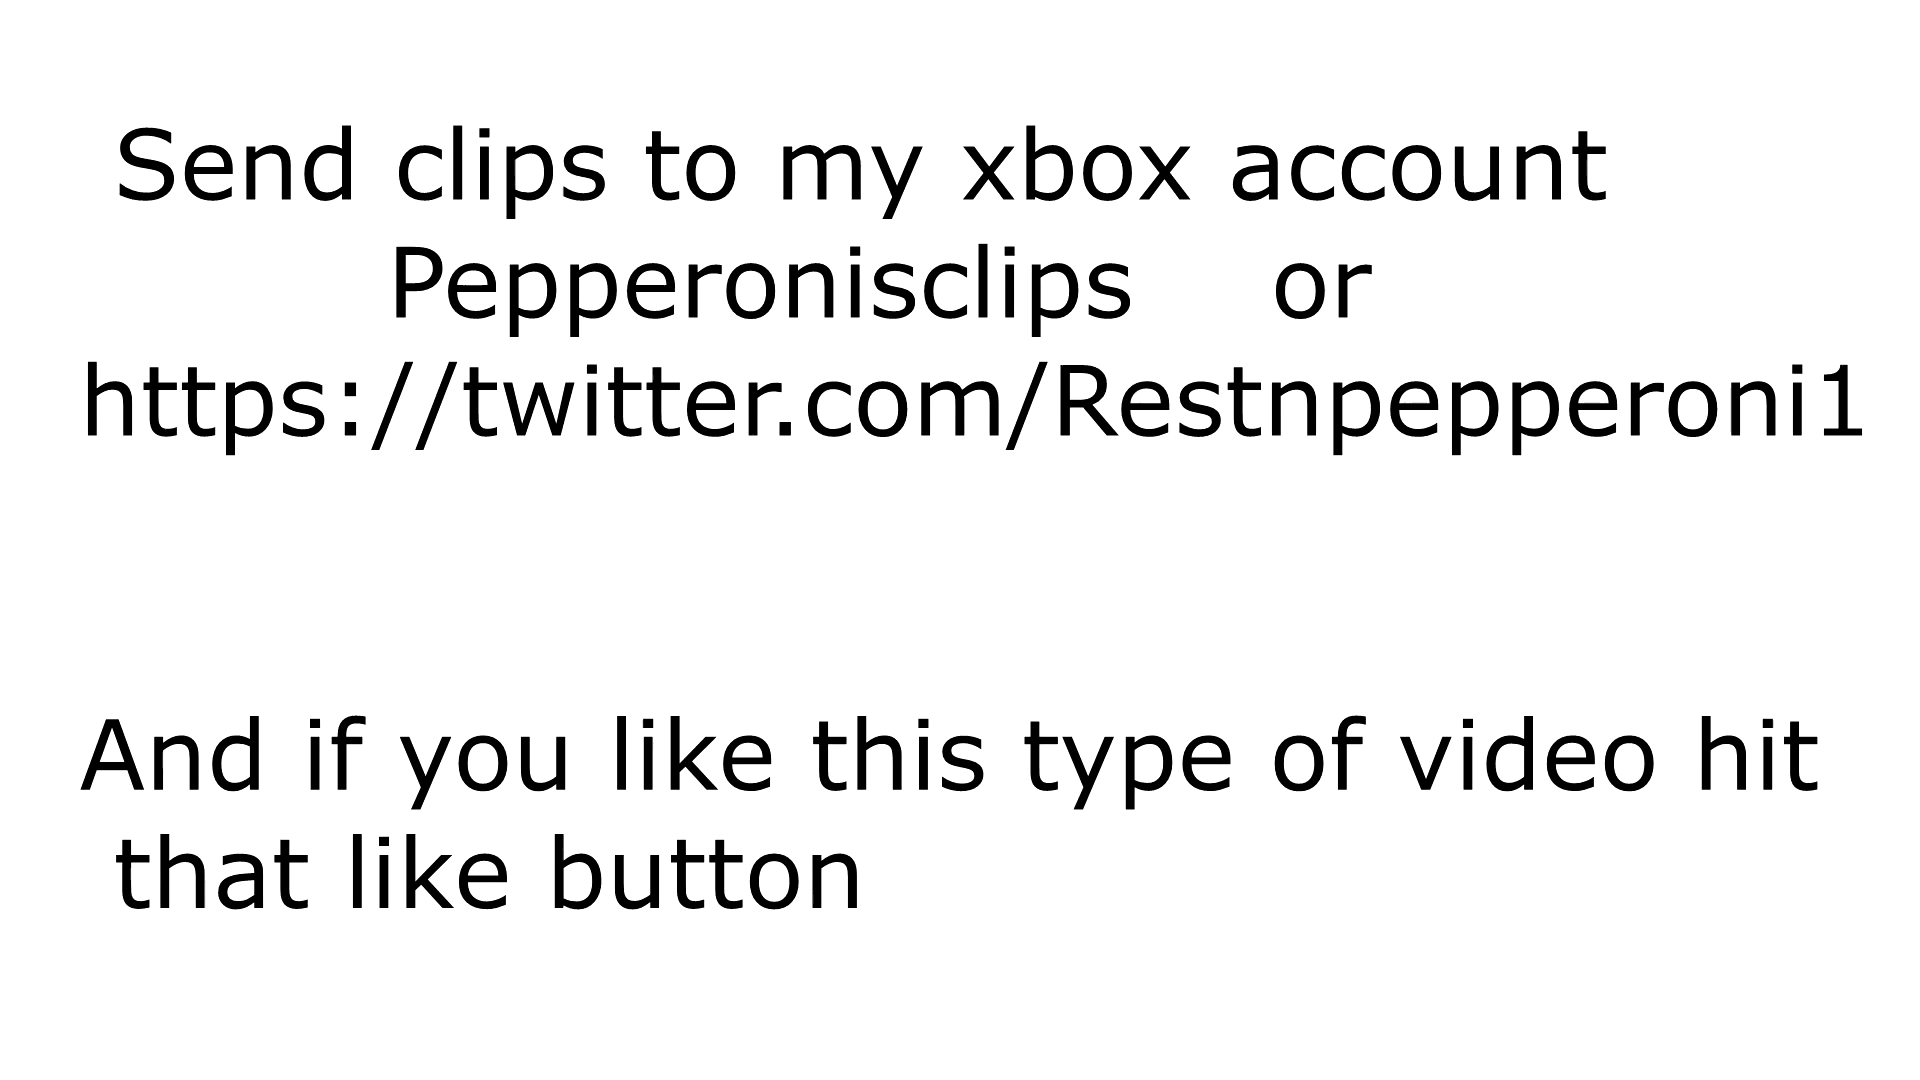 Send clips to my xbox account
Pepperonisclips or
https://twitter.com/Restnpepperoni1
And if you like this type of video hit
that like button